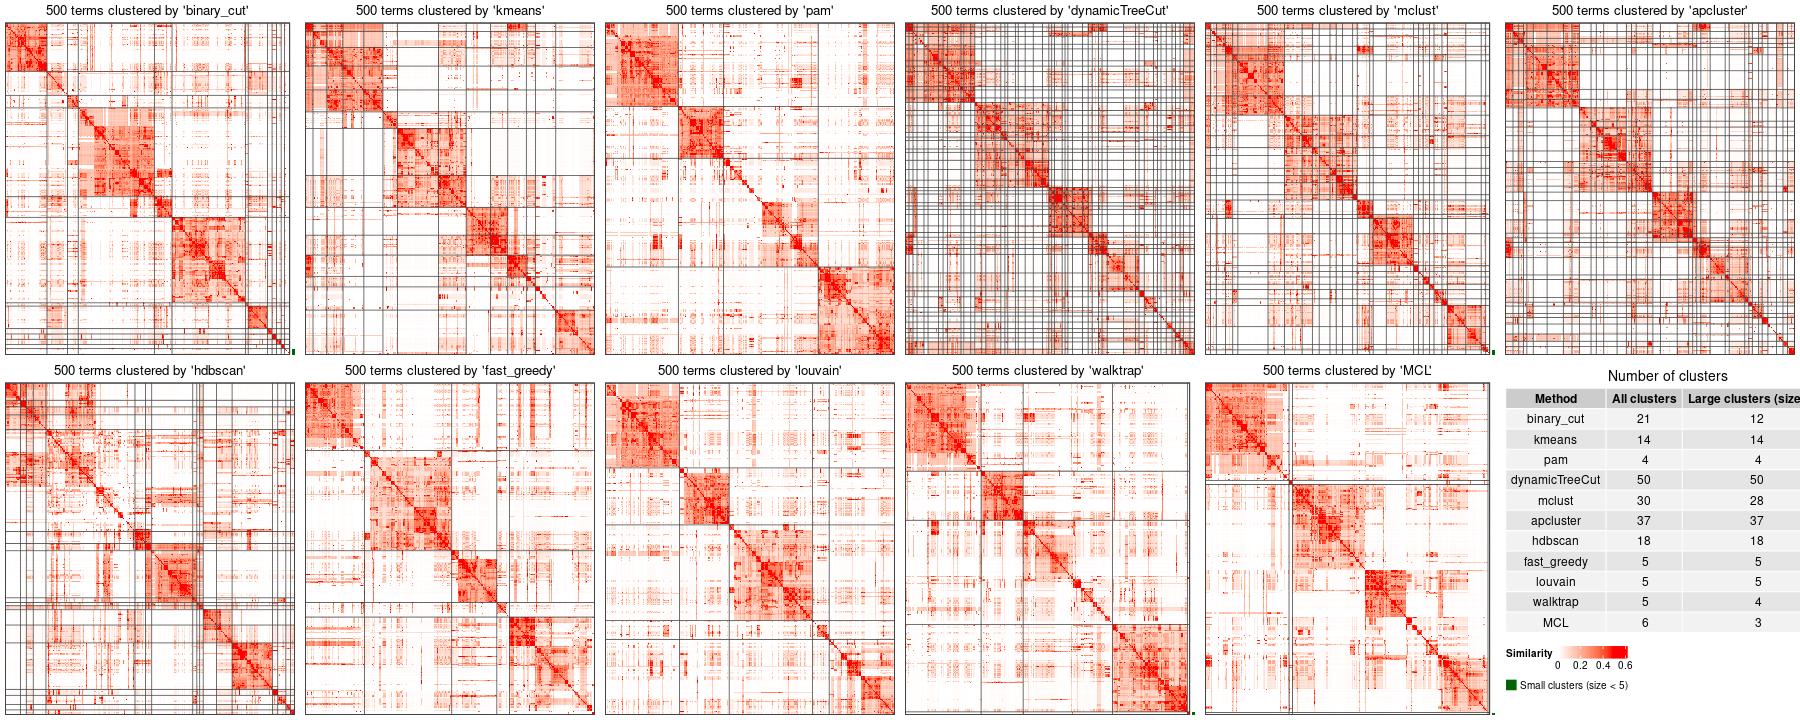 500 terms clustered by 'binary_cut'
500 terms clustered by 'kmeans'
500 terms clustered by 'pam'
500 terms clustered by 'dynamicTreeCut'
500 terms clustered by 'mclust'
500 terms clustered by 'apcluster'
500 terms clustered by 'hdbscan'
500 terms clustered by 'fast_greedy'
500 terms clustered by 'louvain'
500 terms clustered by 'walktrap'
500 terms clustered by 'MCL'
Number of clusters
Method All clusters Large clusters (size
binary_cut 21 12
kmeans 14 14
pam 4 4
dynamicTreeCut 50 50
mclust 30 28
apcluster 37 37
hdbscan 18 18
fast_greedy 5 5
louvain 5 5
walktrap 5 4
MCL 6 3
Similarity
0 0.2 0.4 0.6
Small clusters (size < 5)